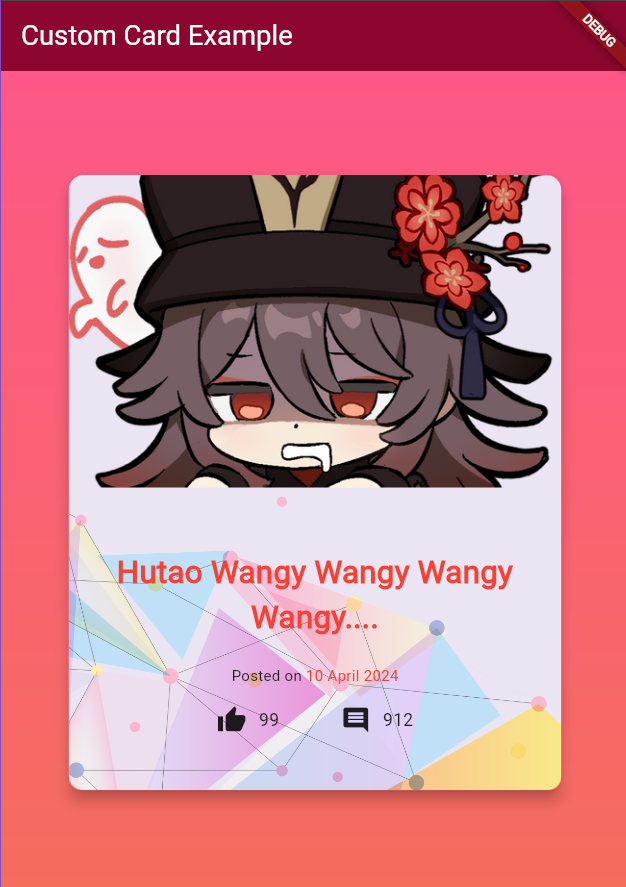 Custom Card Example
DEBUG
Hutao Wangy Wangy Wangy
Wangy....
Posted on 10 April 2024
99 912